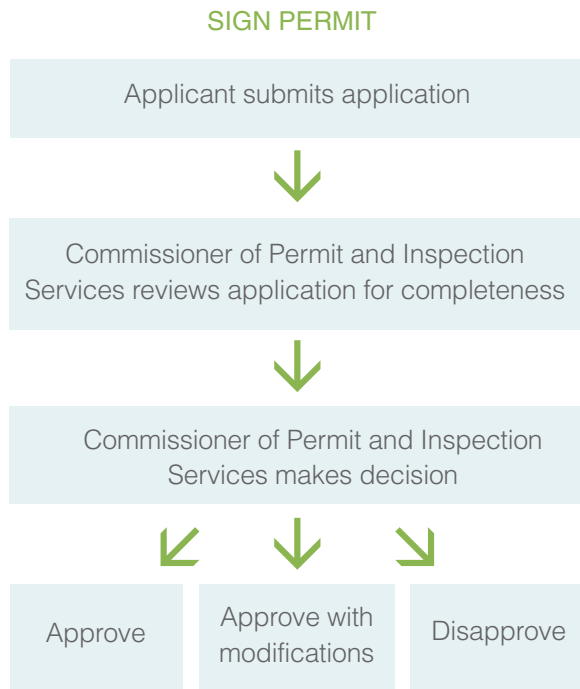 SIGN PERMIT
Applicant submits application
Commissioner of Permit and Inspection
Services reviews application for completeness
Commissioner of Permit and Inspection
Services makes decision
Approve
Approve with
modifications
Disapprove